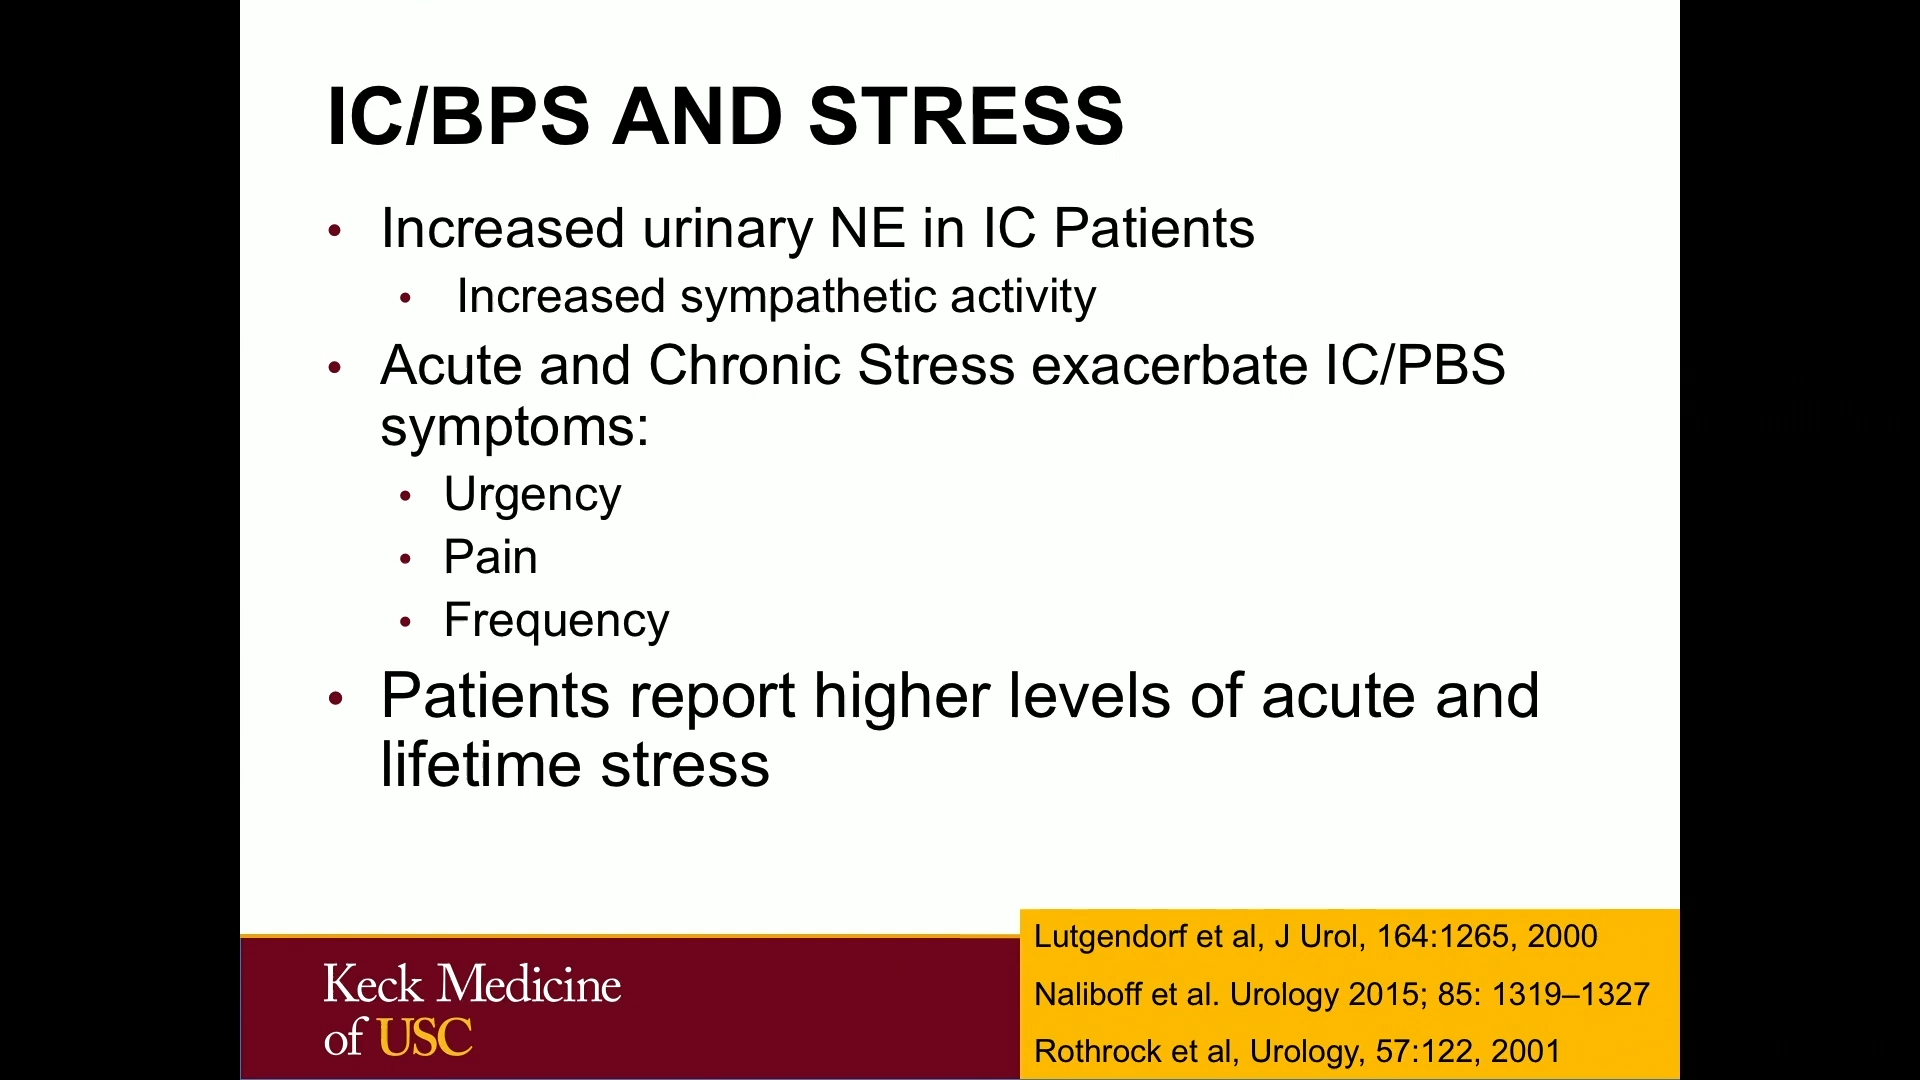 IC/BPS AND STRESS
• Increased urinary NE in IC Patients
• Increased sympathetic activity
• Acute and Chronic Stress exacerbate IC/PBS
symptoms:
• Urgency
• Pain
• Frequency
• Patients report higher levels of acute and
lifetime stress
Keck Medicine
of USC
Lutgendorf et al, J Urol, 164:1265, 2000
Naliboff et al. Urology 2015; 85: 1319–1327
Rothrock et al, Urology, 57:122, 2001